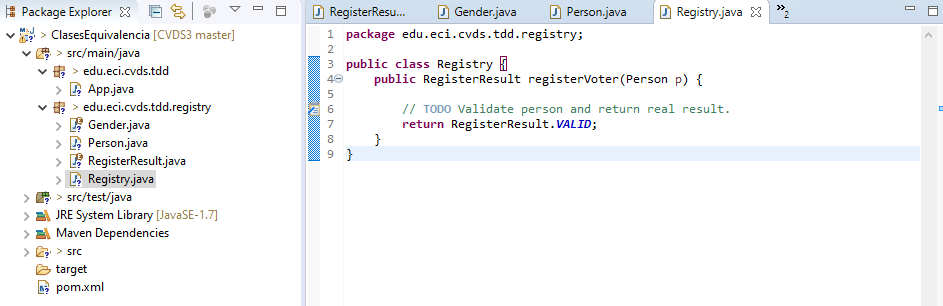 Package Explorer
ClasesEquivalencia [CVDS3 master]
> src/main/java
> edu.eci.cvds.tdd
> App.java
> edu.eci.cvds.tdd.registry
> Gender.java
> Person.java
> RegisterResult.java
> Registry.java
> src/test/java
JRE System Library [JavaSE-1.7]
Maven Dependencies
> src
target
pom.xml
RegisterResu... Gender.java Person.java Registry.java »2
1 package edu.eci.cvds.tdd.registry;
2
3 public class Registry {
4 public RegisterResult registerVoter(Person p) {
5
6 // TODO Validate person and return real result.
7 return RegisterResult.VALID;
8 }
9 }